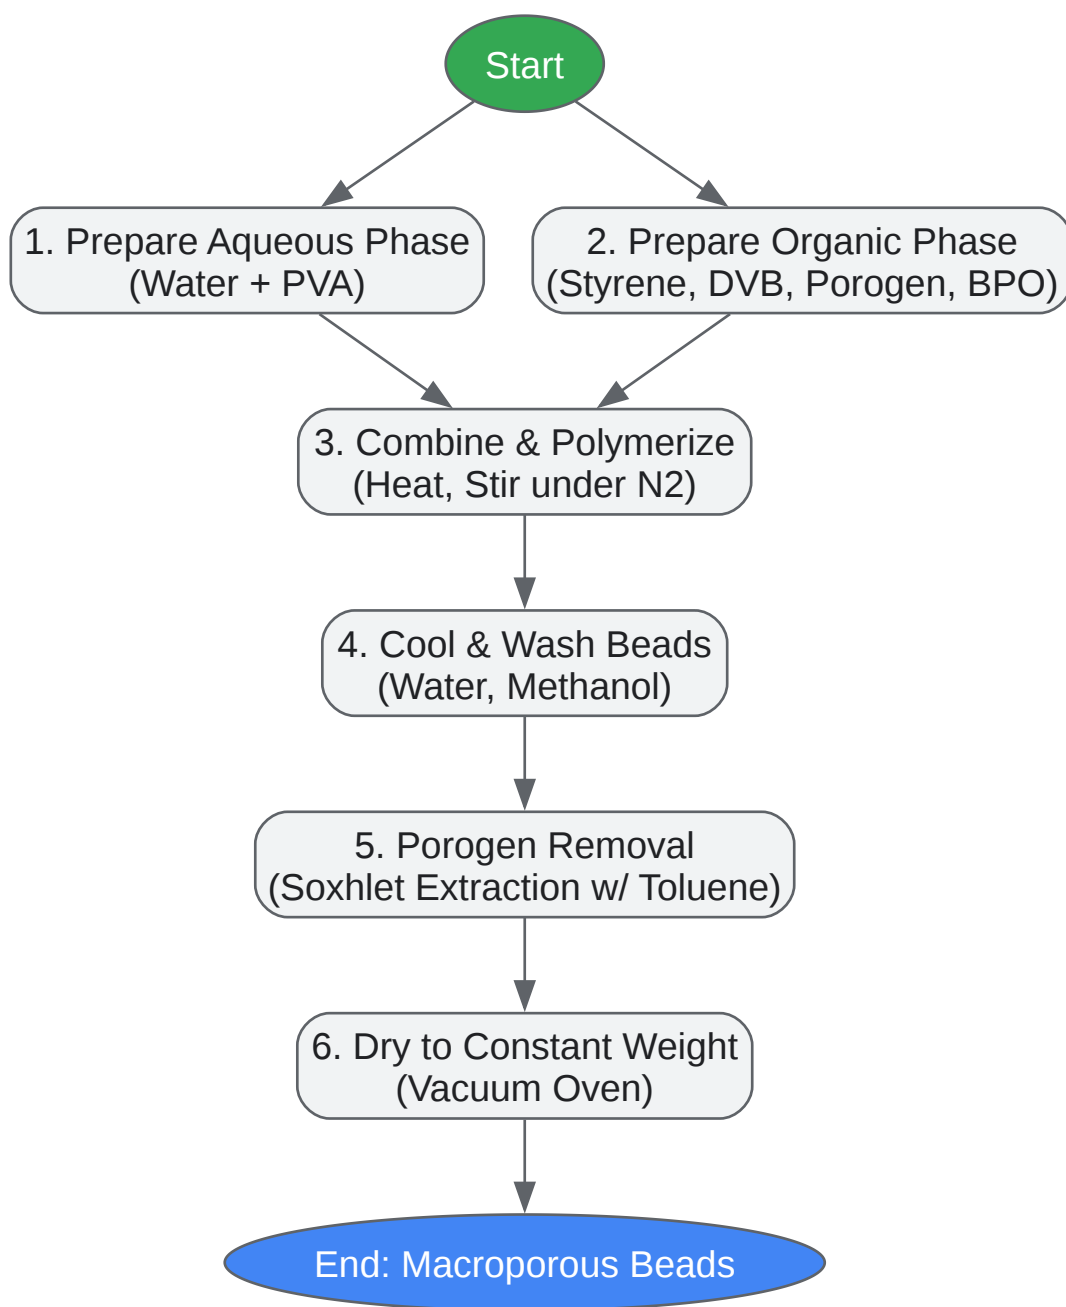 Start
1. Prepare Aqueous Phase
(Water + PVA)
2. Prepare Organic Phase
(Styrene, DVB, Porogen, BPO)
3. Combine & Polymerize
(Heat, Stir under N2)
4. Cool & Wash Beads
(Water, Methanol)
5. Porogen Removal
(Soxhlet Extraction w/ Toluene)
6. Dry to Constant Weight
(Vacuum Oven)
End: Macroporous Beads